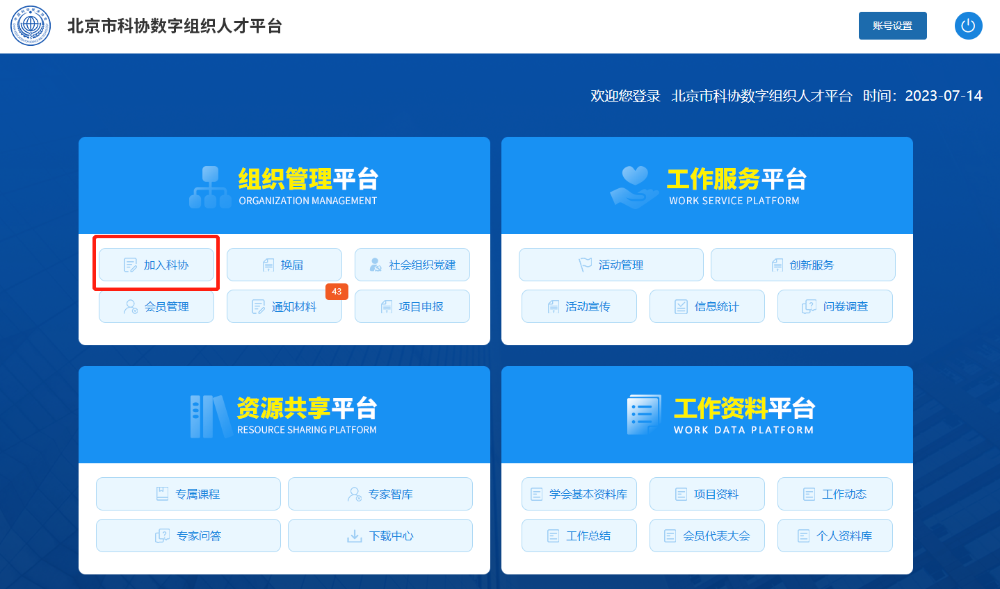 北京市科协数字组织人才平台
账号设置
欢迎您登录 北京市科协数字组织人才平台 时间：2023-07-14
组织管理平台
ORGANIZATION MANAGEMENT
加入科协
换届
社会组织党建
会员管理
通知材料
43
项目申报
工作服务平台
WORK SERVICE PLATFORM
活动管理
创新服务
活动宣传
信息统计
问卷调查
资源共享平台
RESOURCE SHARING PLATFORM
专属课程
专家智库
专家问答
下载中心
工作资料平台
WORK DATA PLATFORM
学会基本资料库
项目资料
工作动态
工作总结
会员代表大会
个人资料库